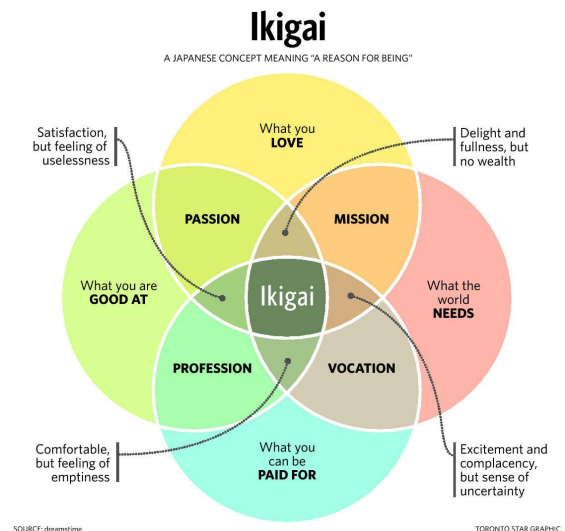 Ikigai
A JAPANESE CONCEPT MEANING “A REASON FOR BEING”
Satisfaction,
but feeling of
uselessness
What you
LOVE
Delight and
fullness, but
no wealth
PASSION
MISSION
What you are
GOOD AT
Ikigai
What the
world
NEEDS
PROFESSION
VOCATION
Comfortable,
but feeling of
emptiness
What you
can be
PAID FOR
Excitement and
complacency,
but sense of
uncertainty
SOURCE: dreamstime
TORONTO STAR GRAPHIC